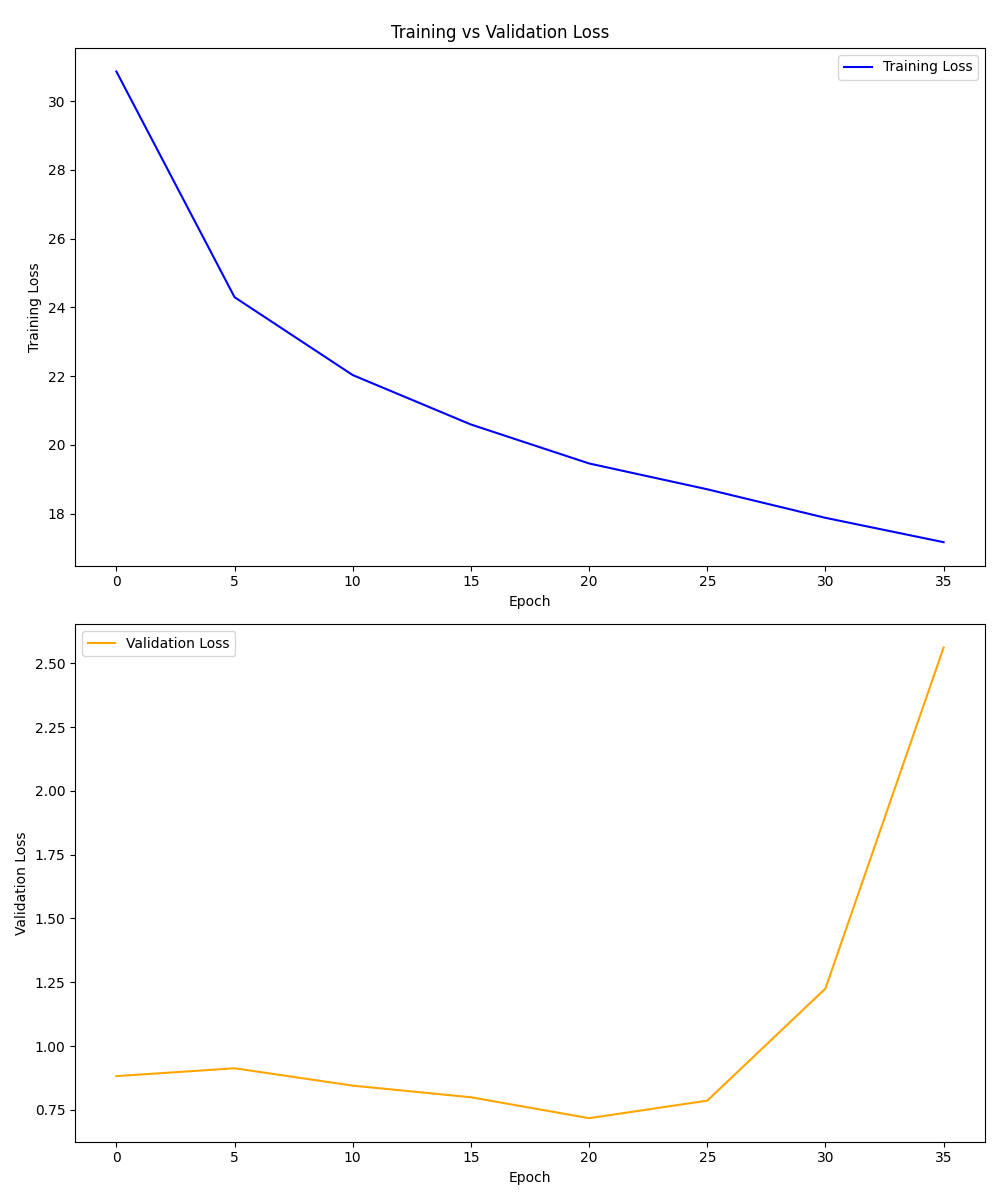 Training vs Validation Loss
Training Loss
30
28
26
24
22
20
18
Training Loss
0 5 10 15 20 25 30 35
Epoch
Validation Loss
2.50
2.25
2.00
1.75
1.50
1.25
1.00
0.75
Validation Loss
0 5 10 15 20 25 30 35
Epoch